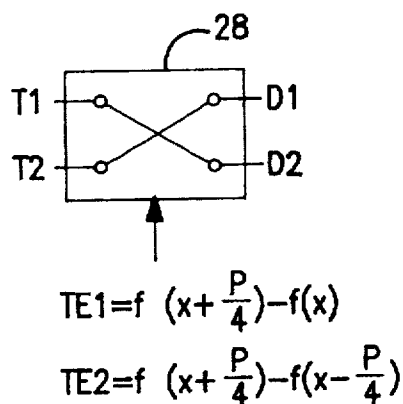 28
T1 D1
T2 D2
TE1=f (x+P/4)-f(x)
TE2=f (x+P/4)-f(x-P/4)